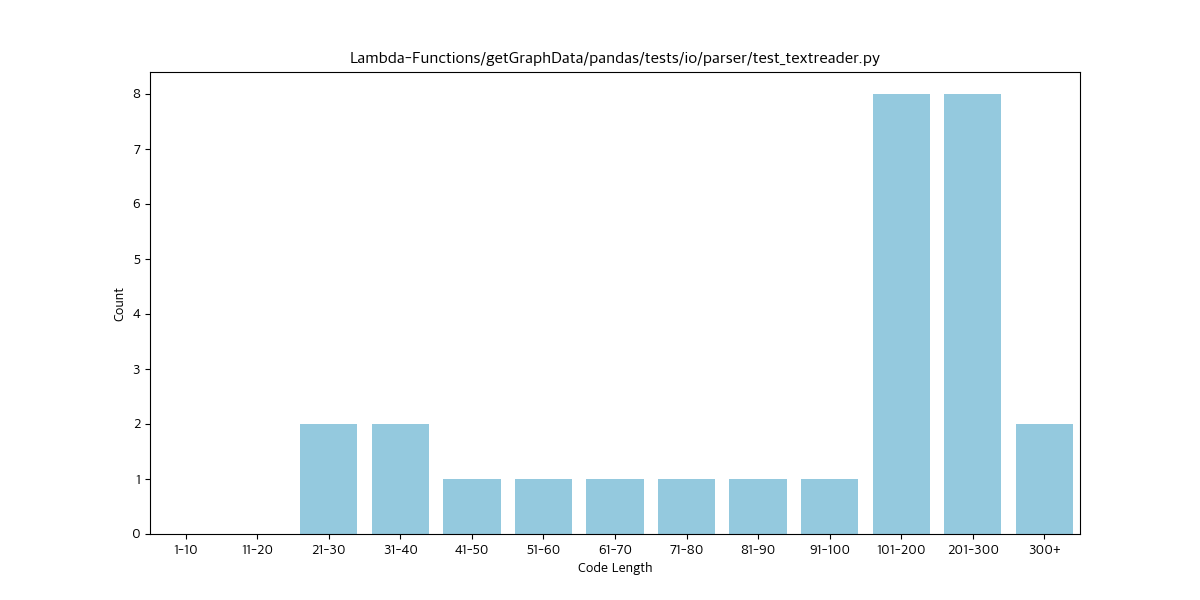 Lambda-Functions/getGraphData/pandas/tests/io/parser/test_textreader.py
8
7
6
5
4
3
2
1
0
Count
1-10 11-20 21-30 31-40 41-50 51-60 61-70 71-80 81-90 91-100 101-200 201-300 300+
Code Length